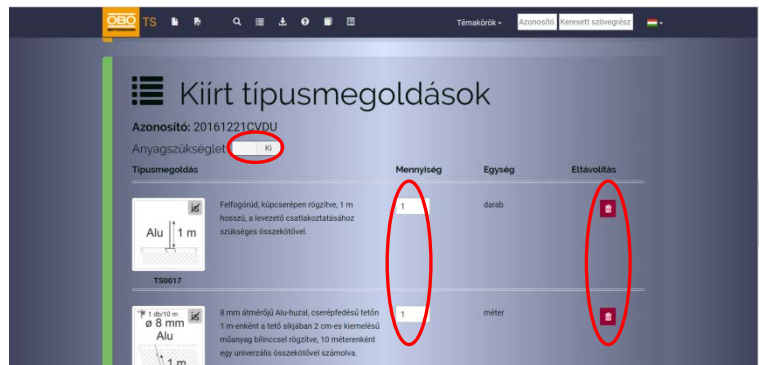 OBO TS Témakörök Azonosító Keresett szövegrész
BETTERMANN
Kiírt típusmegoldások
Azonosító: 20161221CVDU
Anyagszükséglet Ki
Típusmegoldás Mennyiség Egység Eltávolítás
Alu 1 m
TS0017
Felfogórúd, kúpcserépen rögzítve, 1 m
hosszú, a levezető csatlakoztatásához
szükséges összekötővel.
1 darab
1 db/10 m
ø 8 mm
Alu
1 m
8 mm átmérőjű Alu-huzal, cserépfedésű tetőn
1 m-enként a tető síkjában 2 cm-es kiemelésű
műanyag bilinccsel rögzítve, 10 méterenként
egy univerzális összekötővel számolva.
1 méter